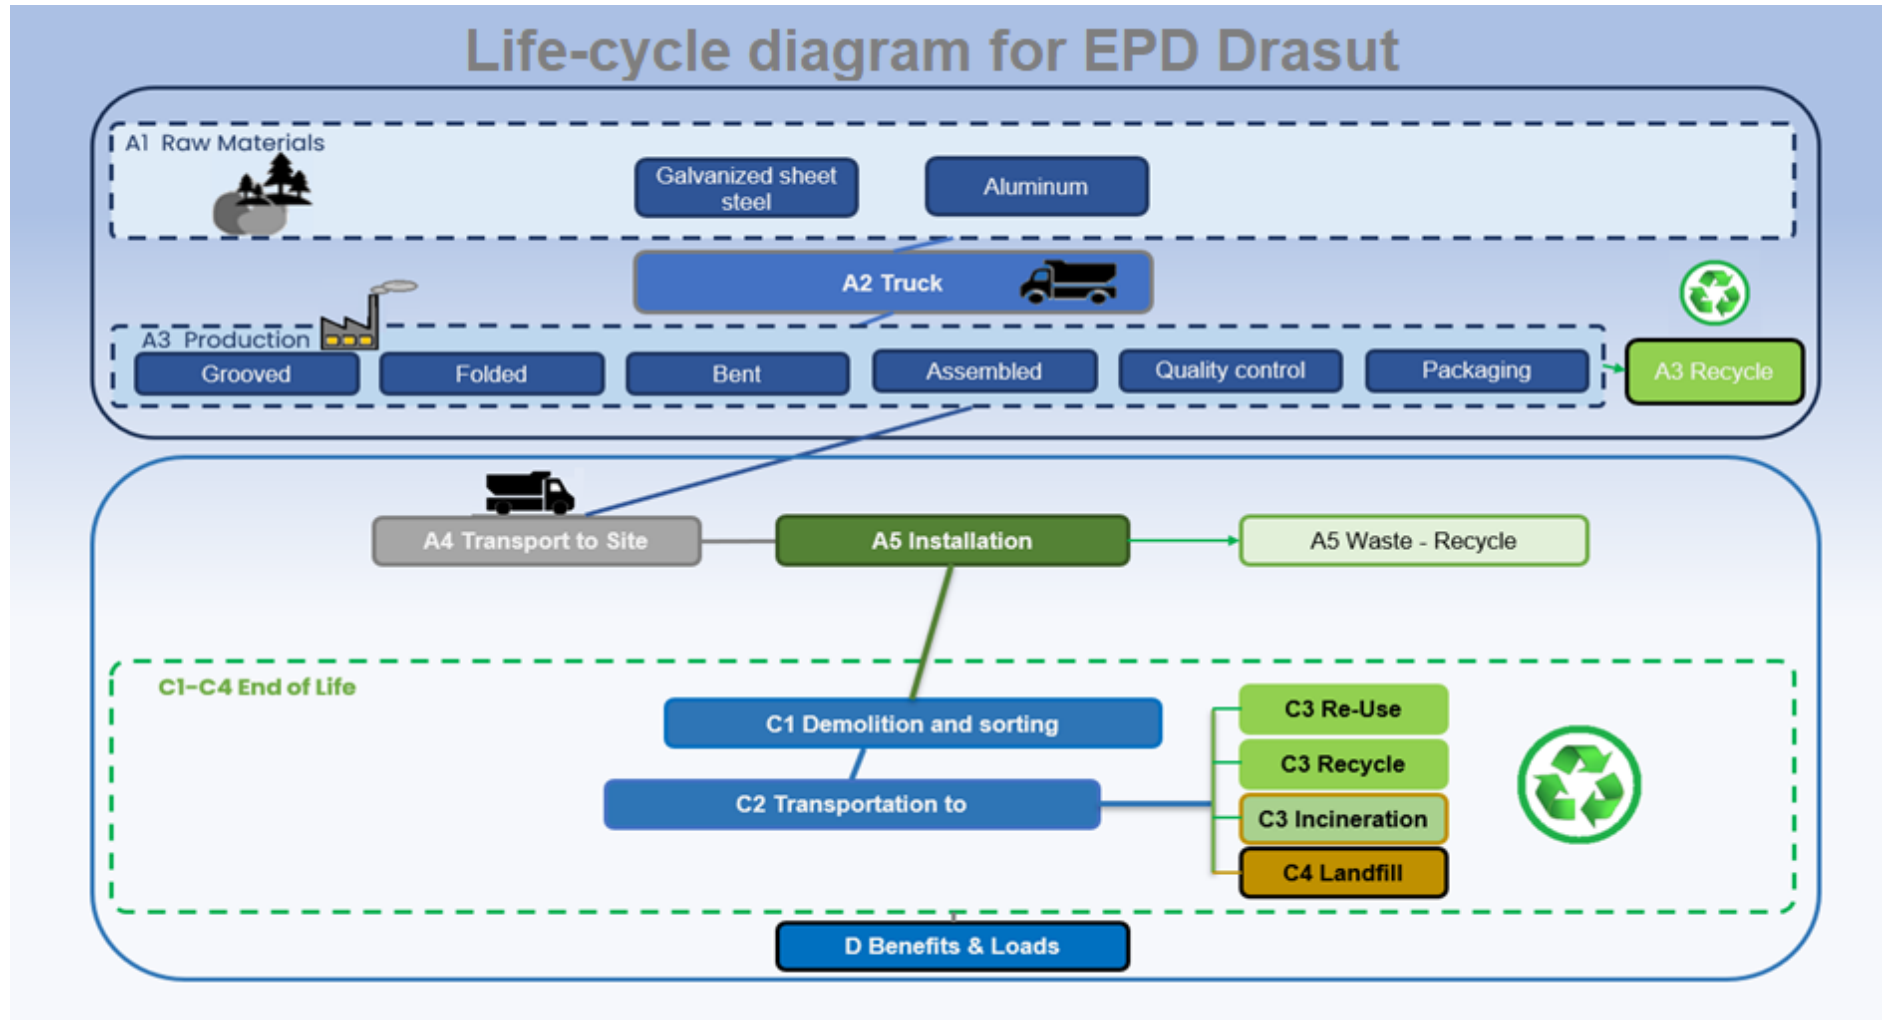 Life-cycle diagram for EPD Drasut
A1 Raw Materials
Galvanized sheet
steel
Aluminum
A2 Truck
A3 Production
Grooved
Folded
Bent
Assembled
Quality control
Packaging
A3 Recycle
A4 Transport to Site
A5 Installation
A5 Waste - Recycle
C1-C4 End of Life
C1 Demolition and sorting
C2 Transportation to
C3 Re-Use
C3 Recycle
C3 Incineration
C4 Landfill
D Benefits & Loads